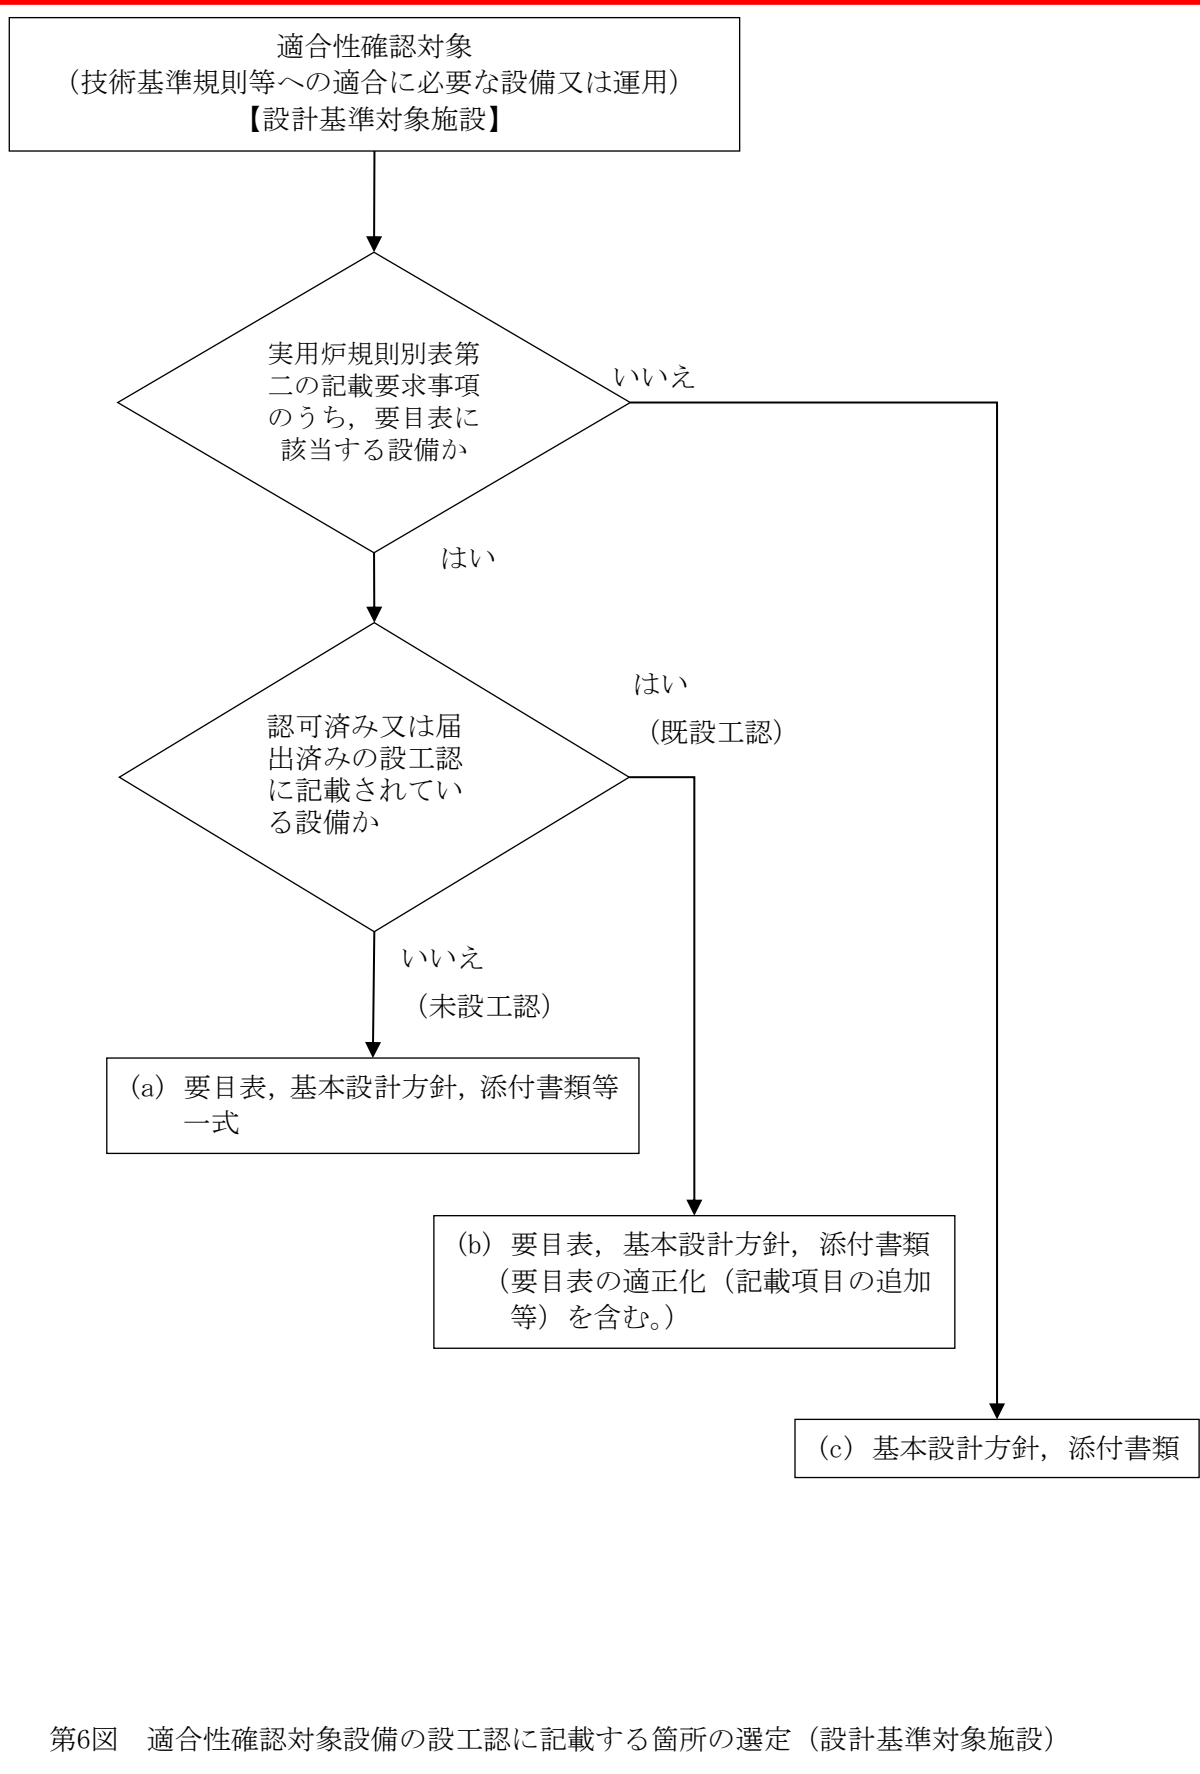 適合性確認対象
（技術基準規則等への適合に必要な設備又は運用）
【設計基準対象施設】
実用炉規則別表第
二の記載要求事項
のうち，要目表に
該当する設備か
いいえ
はい
認可済み又は届
出済みの設工認
に記載されてい
る設備か
はい
（既設工認）
いいえ
（未設工認）
(a) 要目表，基本設計方針，添付書類等
一式
(b) 要目表，基本設計方針，添付書類
（要目表の適正化（記載項目の追加
等）を含む。）
(c) 基本設計方針，添付書類
第6図　適合性確認対象設備の設工認に記載する箇所の選定（設計基準対象施設）